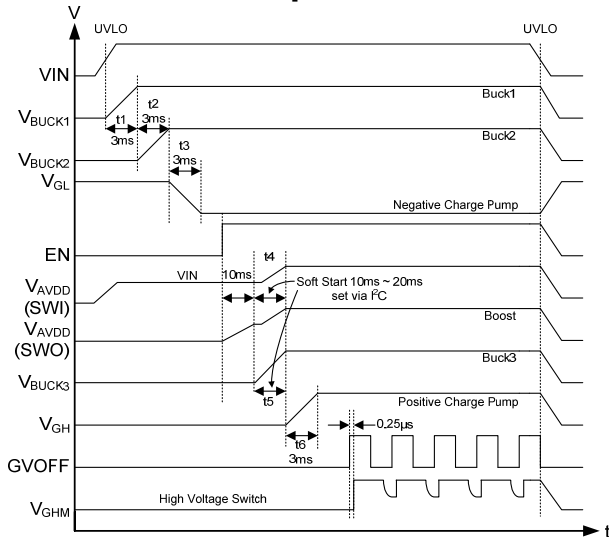 V
UVLO
UVLO
VIN
Buck1
VBUCK1
t1
t2
3ms
3ms
Buck2
VBUCK2
t3
3ms
VGL
Negative Charge Pump
EN
t4
VIN
10ms
Soft Start 10ms ~ 20ms
set via I²C
VAVDD
(SWI)
Boost
VAVDD
(SWO)
Buck3
VBUCK3
t5
Positive Charge Pump
VGH
t6
3ms
0.25µs
GVOFF
High Voltage Switch
VGHM
t